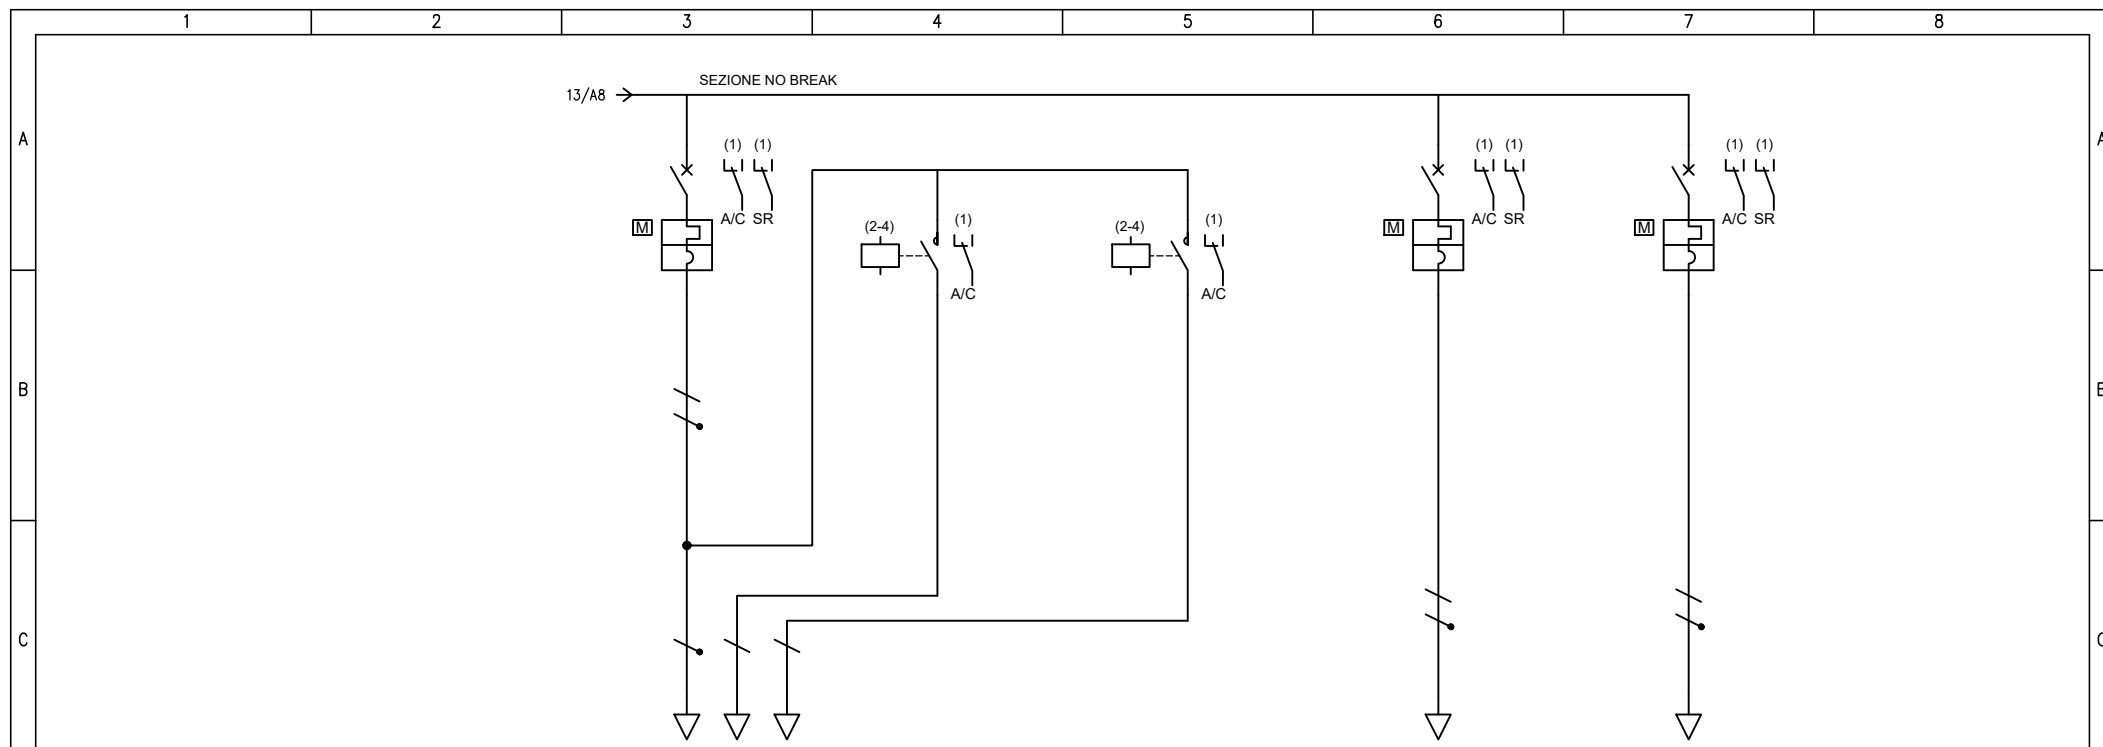 1 2 3 4 5 6 7 8
SEZIONE NO BREAK
13/A8
A A
(1) (1) (1) (1) (1) (1)
A/C SR A/C SR A/C SR
(2-4) (1) (2-4) (1)
M M M
A/C A/C
B B
C C